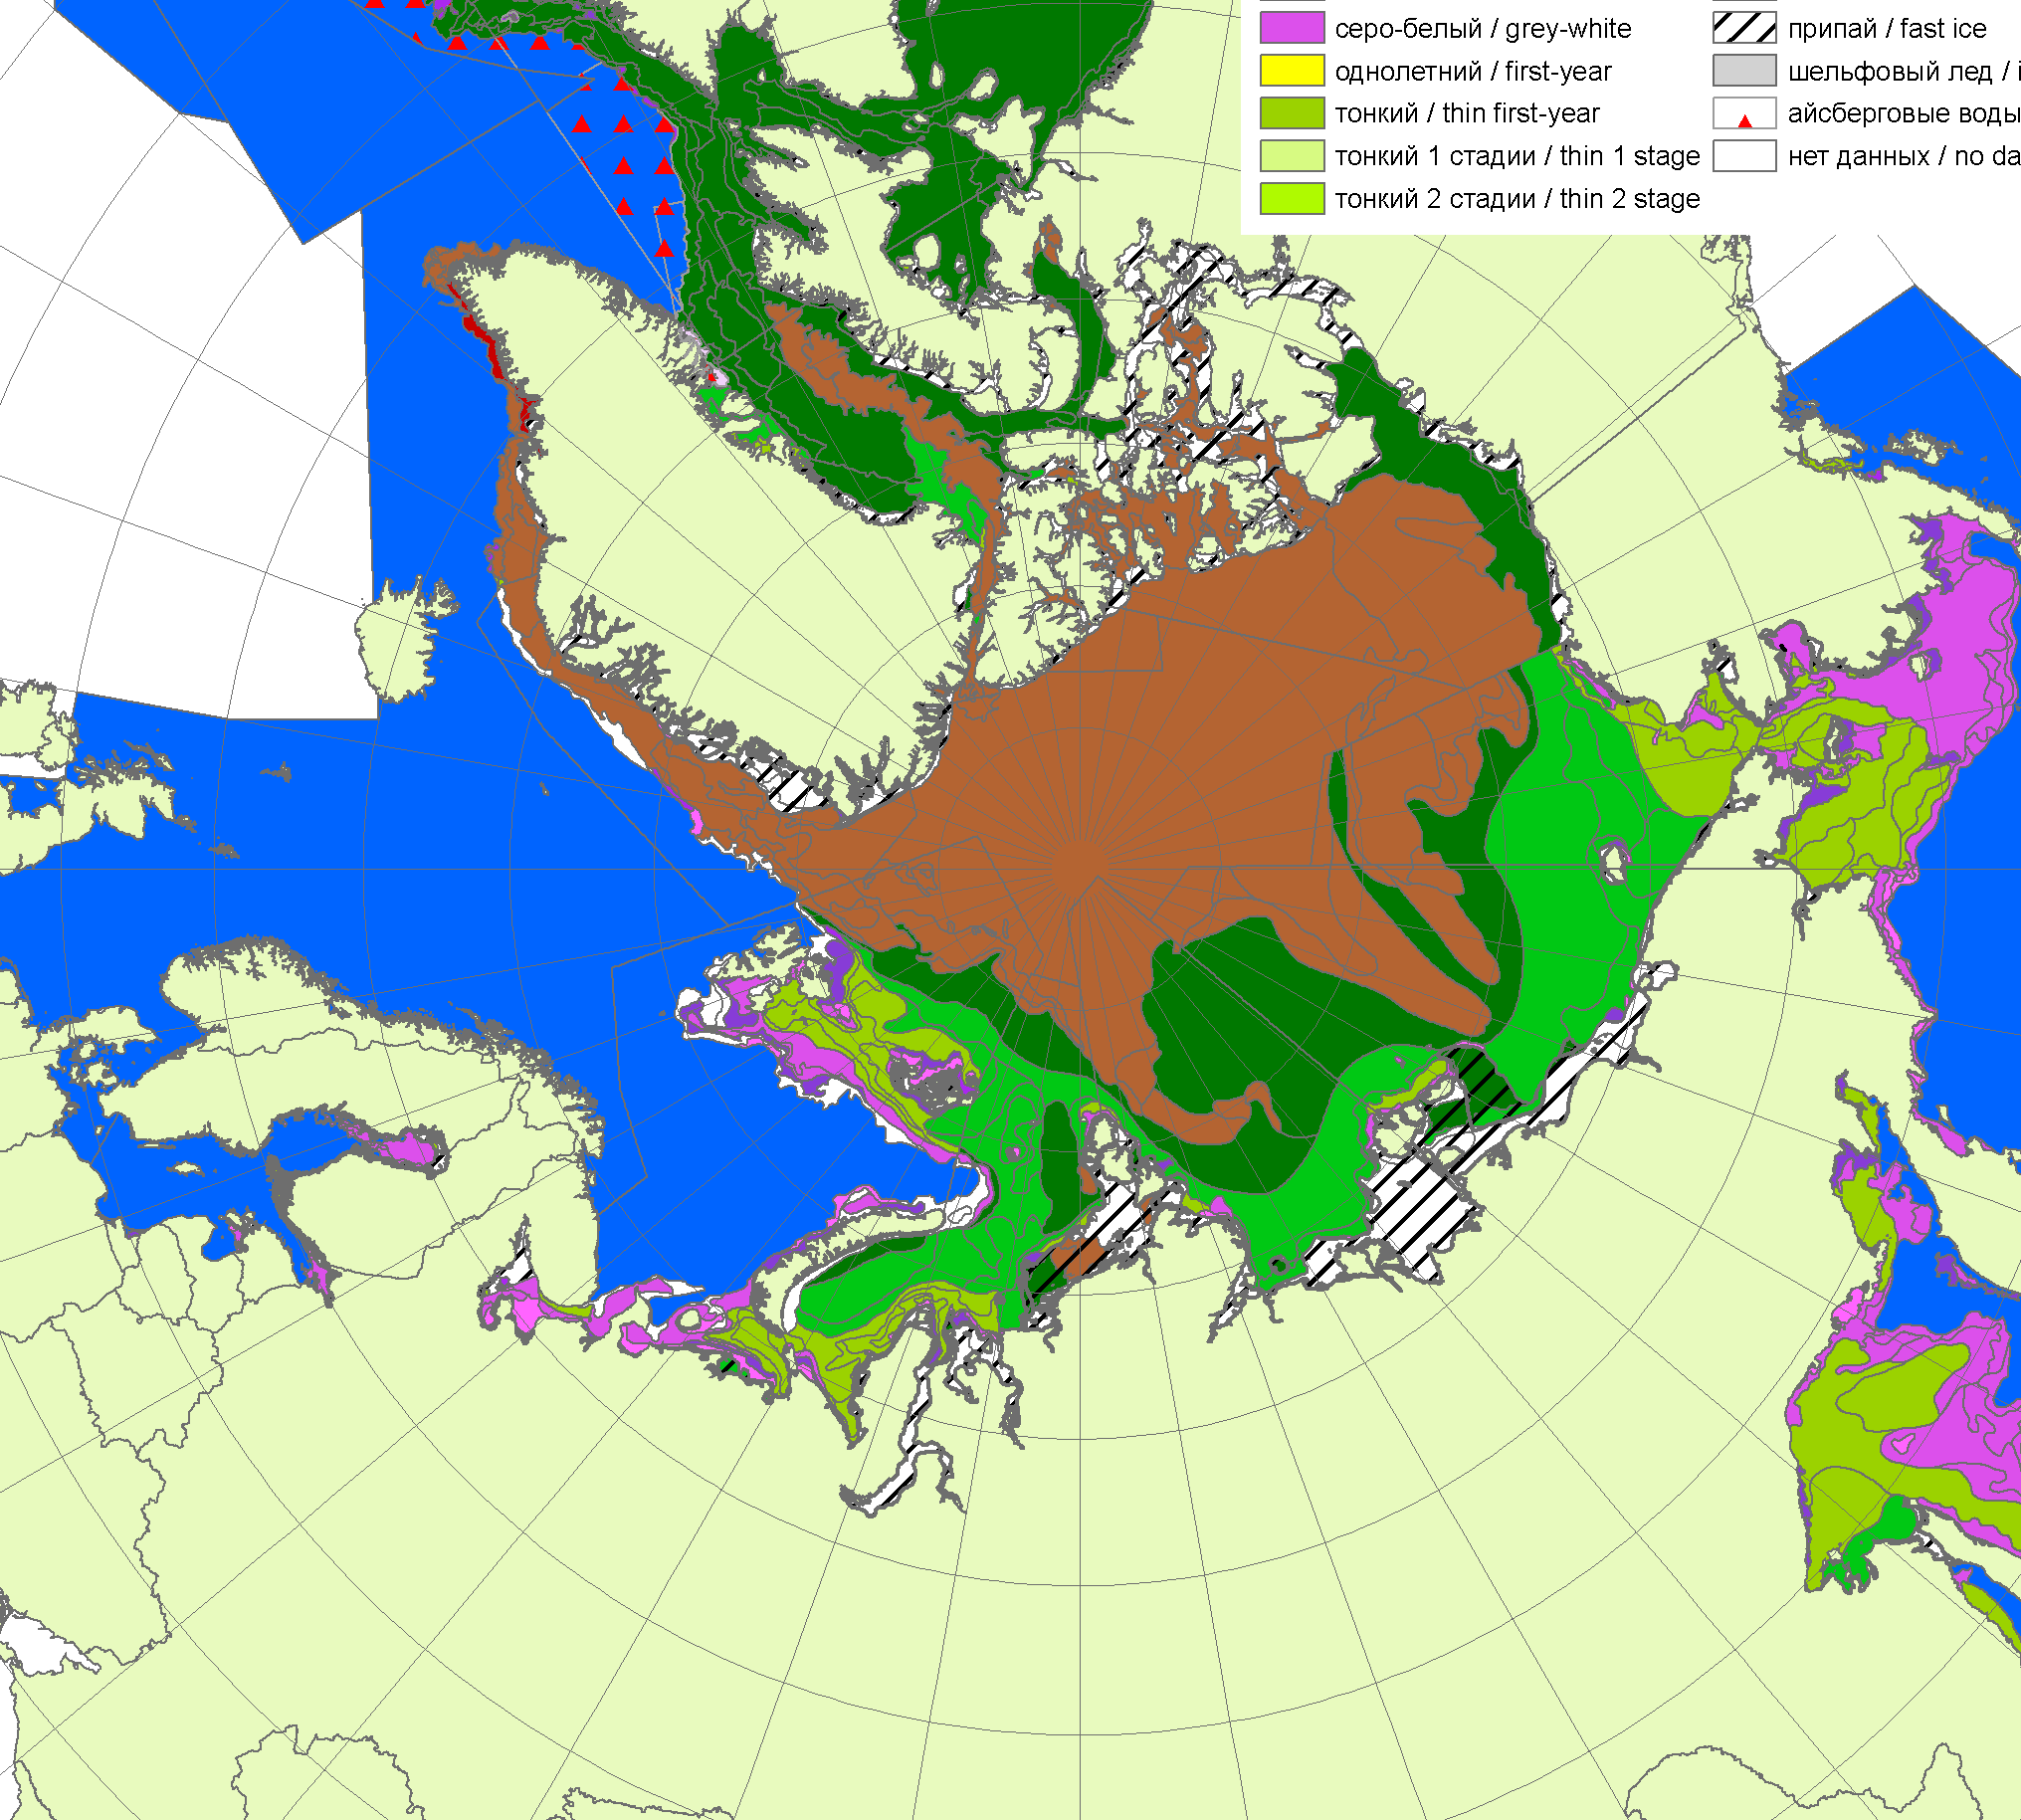 серо-белый / grey-white
однолетний / first-year
тонкий / thin first-year
тонкий 1 стадии / thin 1 stage
тонкий 2 стадии / thin 2 stage
припай / fast ice
шельфовый лед /
айсберговые воды
нет данных / no